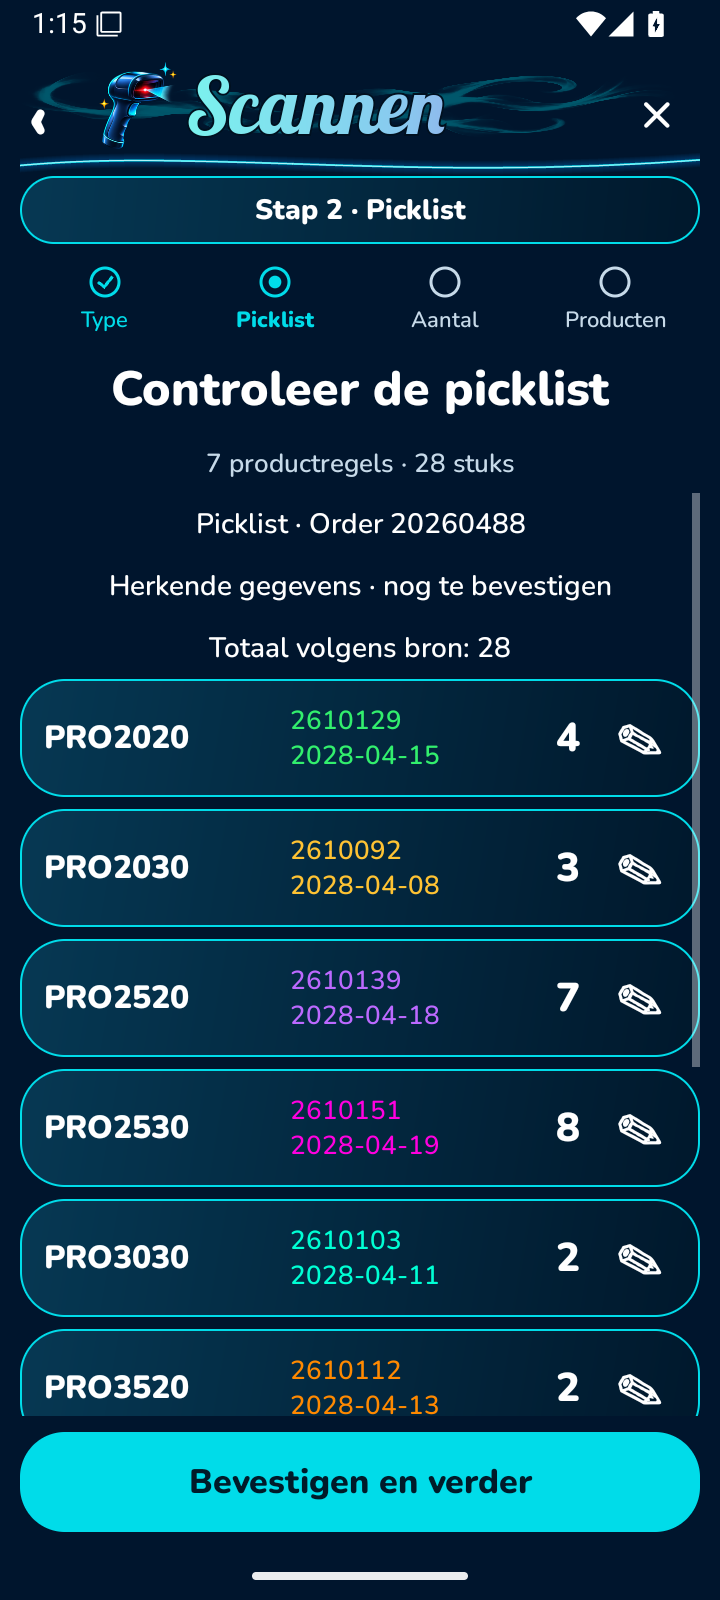 1:15
Scannen
Stap 2 · Picklist
Type
Picklist
Aantal
Producten
Controleer de picklist
7 productregels · 28 stuks
Picklist · Order 20260488
Herkende gegevens · nog te bevestigen
Totaal volgens bron: 28
PRO2020
2610129
2028-04-15
4
PRO2030
2610092
2028-04-08
3
PRO2520
2610139
2028-04-18
7
PRO2530
2610151
2028-04-19
8
PRO3030
2610103
2028-04-11
2
PRO3520
2610112
2028-04-13
2
Bevestigen en verder